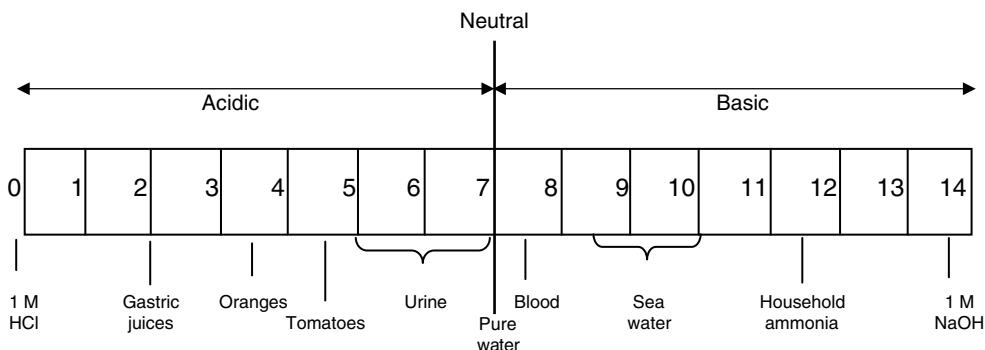 Neutral
Acidic Basic
0 1 2 3 4 5 6 7 8 9 10 11 12 13 14
1 M
HCl
Gastric
juices
Oranges
Tomatoes
Urine
Pure
water
Blood
Sea
water
Household
ammonia
1 M
NaOH